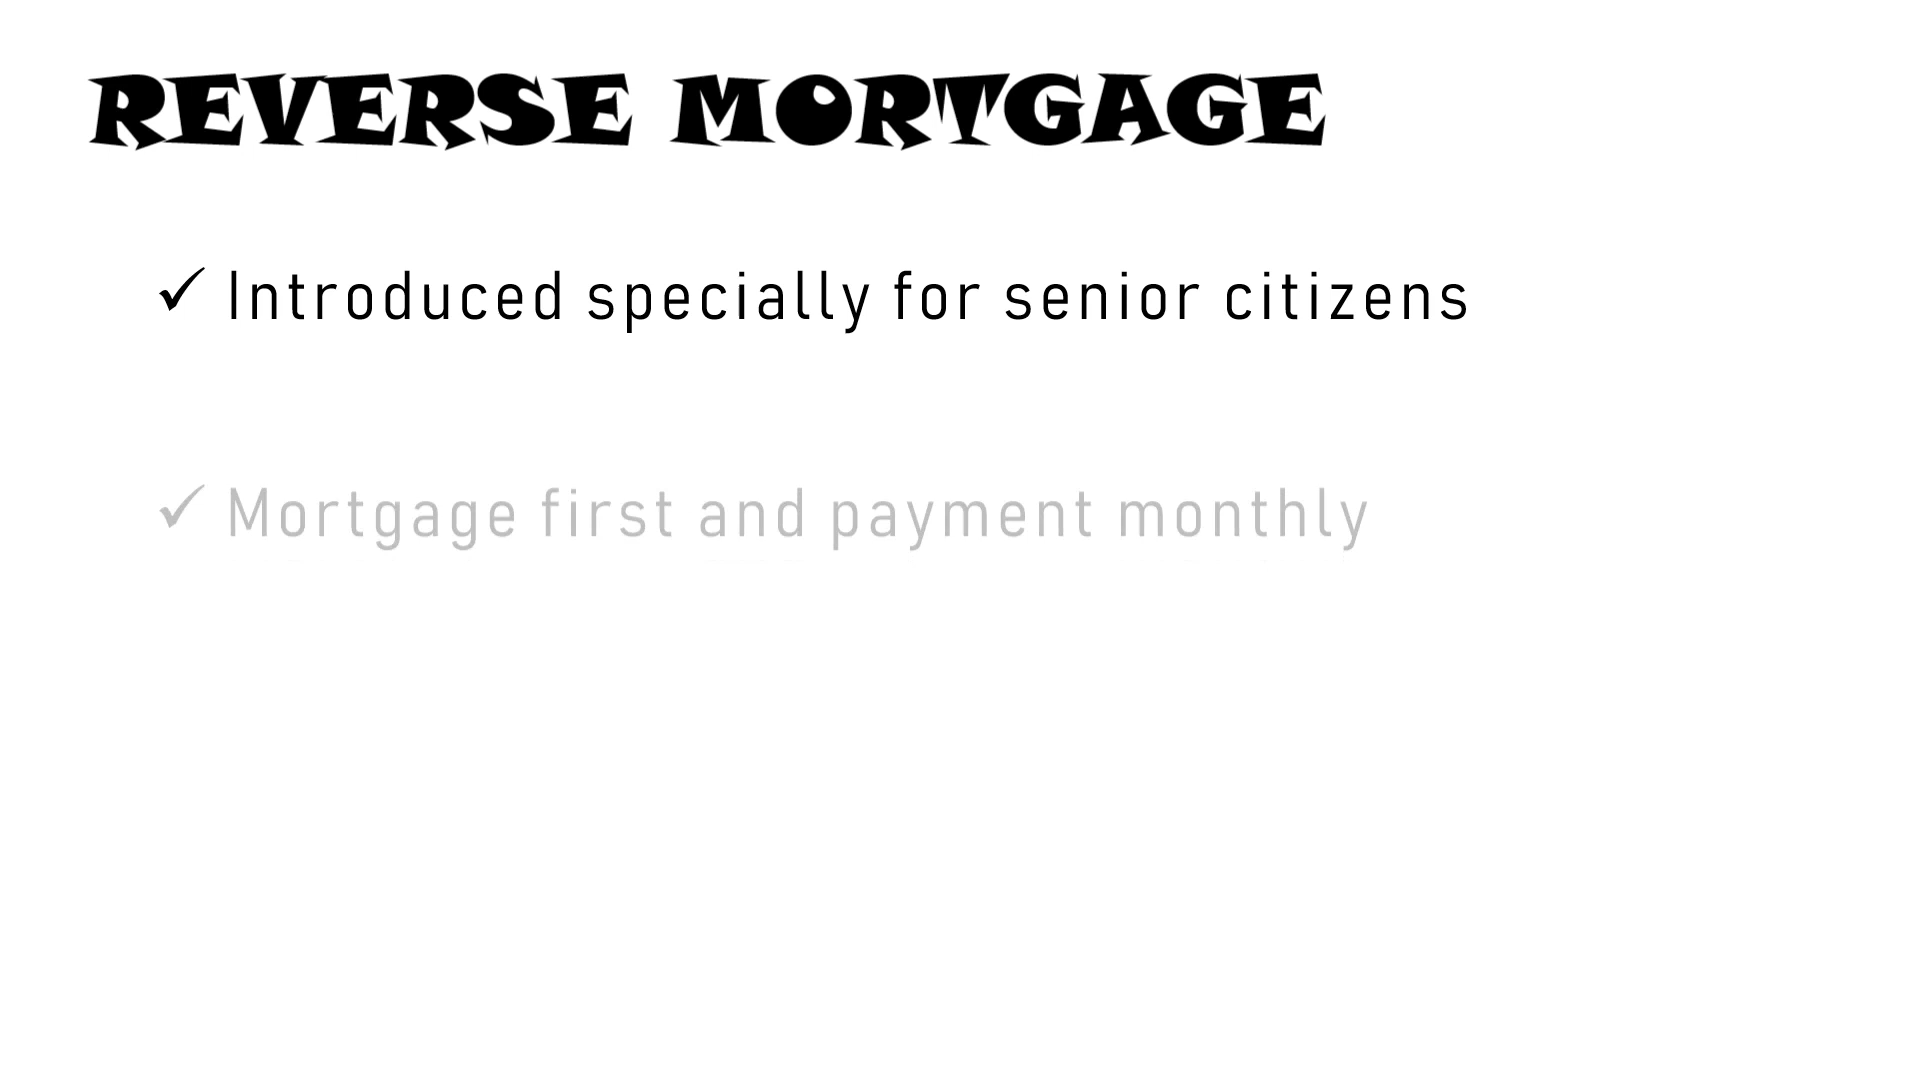 REVERSE MORTGAGE
✓ Introduced specially for senior citizens
✓ Mortgage first and payment monthly